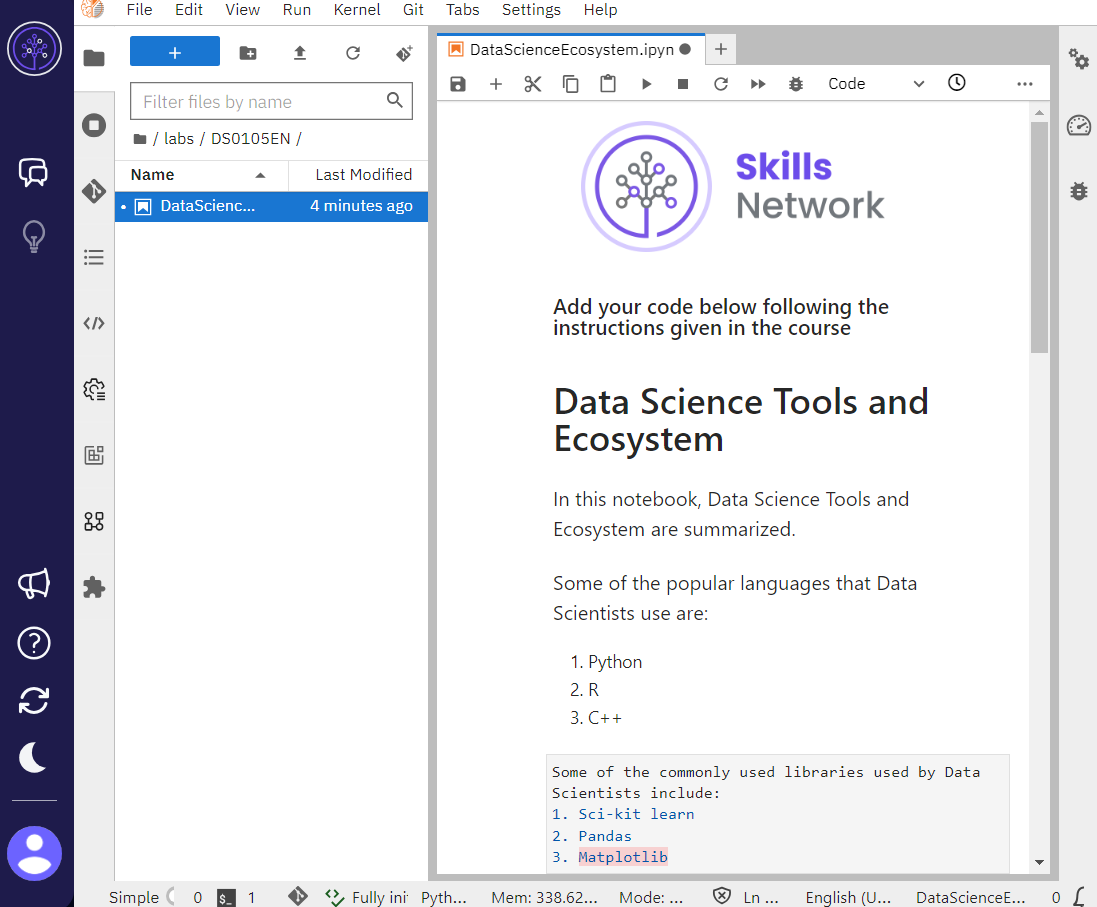 File Edit View Run Kernel Git Tabs Settings Help
+
DataScienceEcosystem.ipyn
+
Code
...
Filter files by name
/ labs / DS0105EN /
Name Last Modified
DataScienc... 4 minutes ago
Skills
Network
Add your code below following the
instructions given in the course
Data Science Tools and
Ecosystem
In this notebook, Data Science Tools and
Ecosystem are summarized.
Some of the popular languages that Data
Scientists use are:
1. Python
2. R
3. C++
Some of the commonly used libraries used by Data
Scientists include:
1. Sci-kit learn
2. Pandas
3. Matplotlib
Simple 0 $_ 1 Fully ini Pyth... Mem: 338.62... Mode: ... Ln ... English (U... DataScienceE... 0